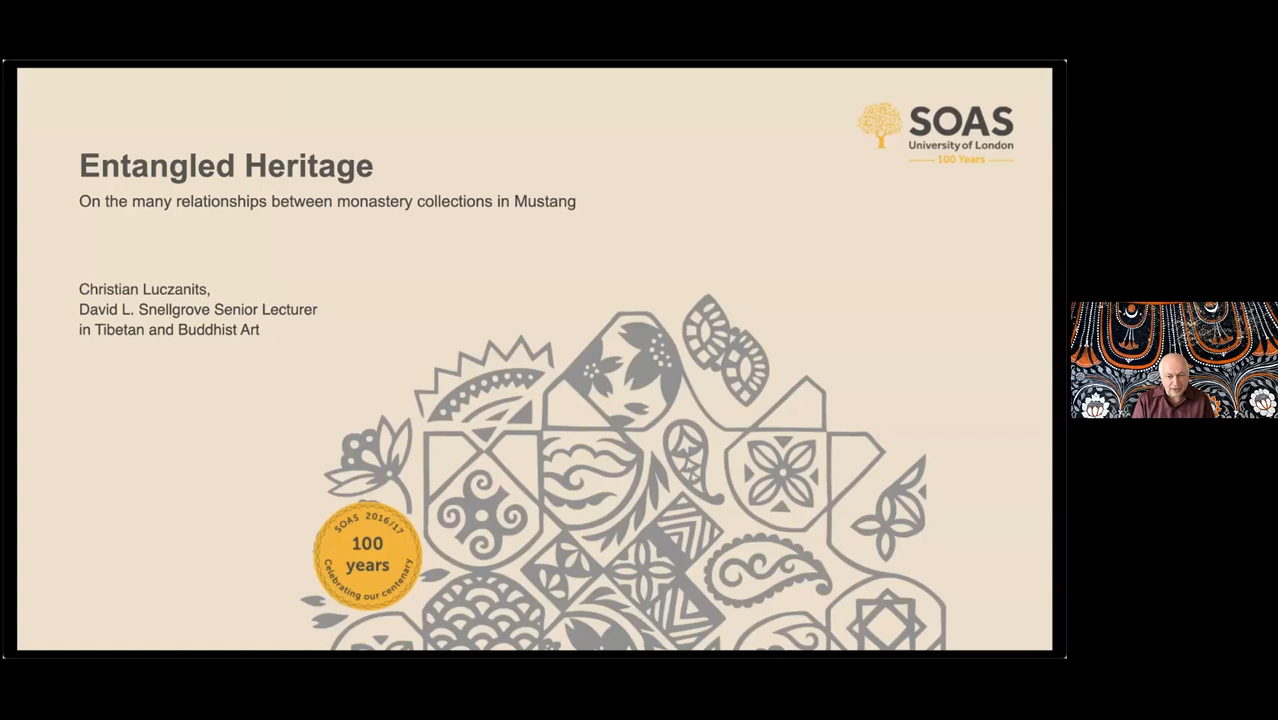 SOAS
University of London
100 Years
Entangled Heritage
On the many relationships between monastery collections in Mustang
Christian Luczanits,
David L. Snellgrove Senior Lecturer
in Tibetan and Buddhist Art
SOAS 2016/17
100
years
Celebrating our centenary